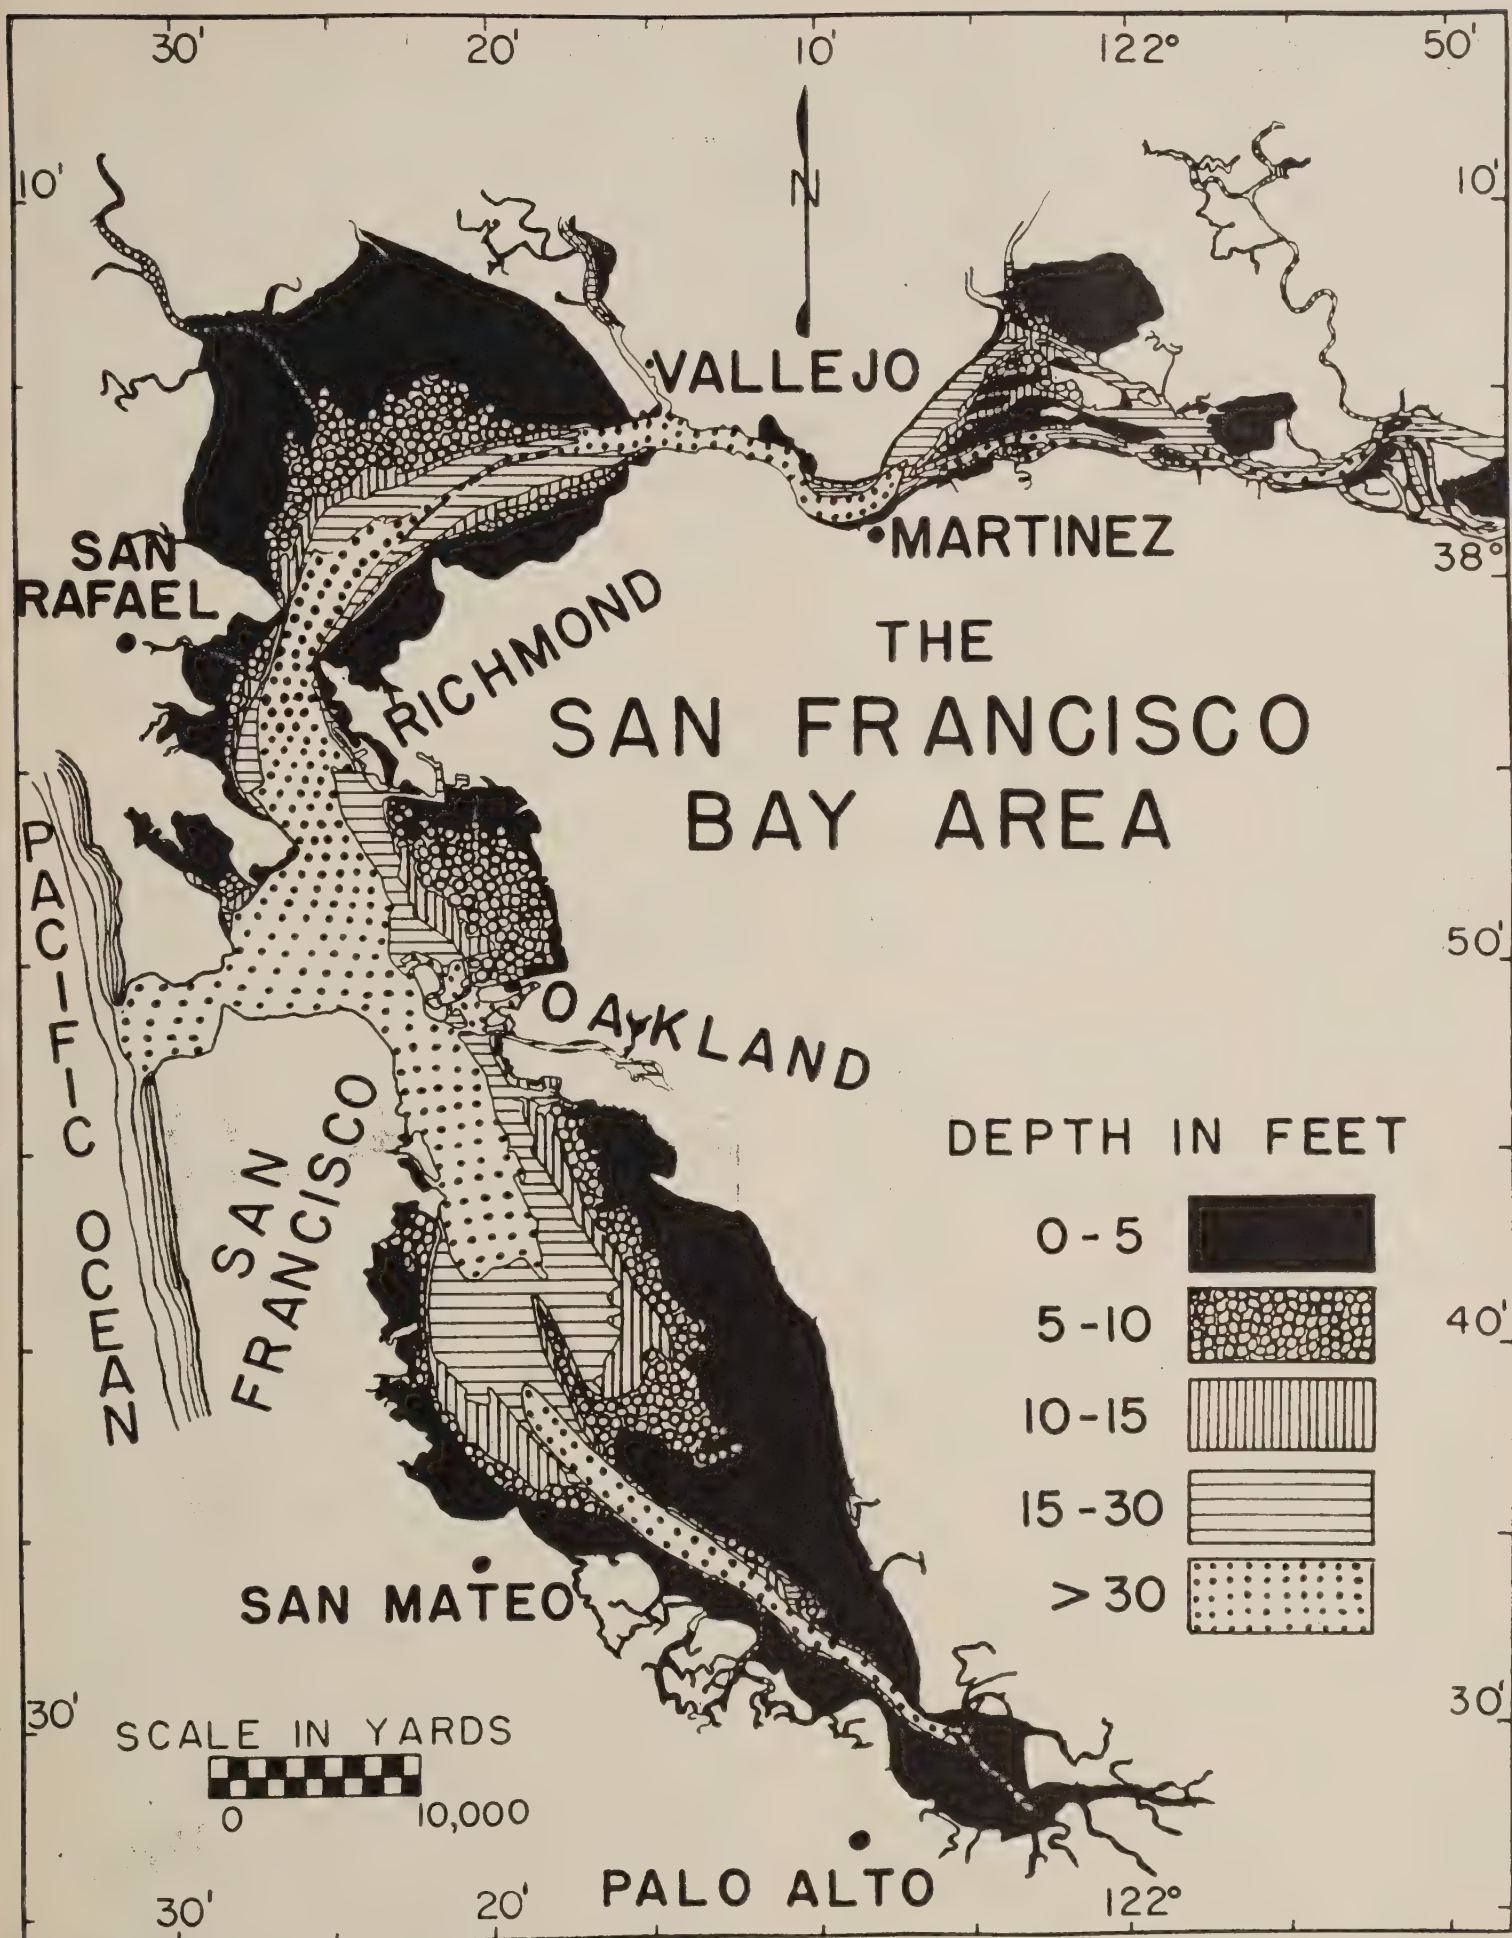 30' 20' 10' 122° 50'
10' 10'
N
VALLEJO
SAN
RAFAEL
MARTINEZ
38°
RICHMOND
THE
SAN FRANCISCO
BAY AREA
PACIFIC OCEAN
50'
OAKLAND
SAN
FRANCISCO
DEPTH IN FEET
0-5
5-10
10-15
15-30
>30
40'
SAN MATEO
30' 30'
SCALE IN YARDS
0 10,000
PALO ALTO
30' 20' 122°